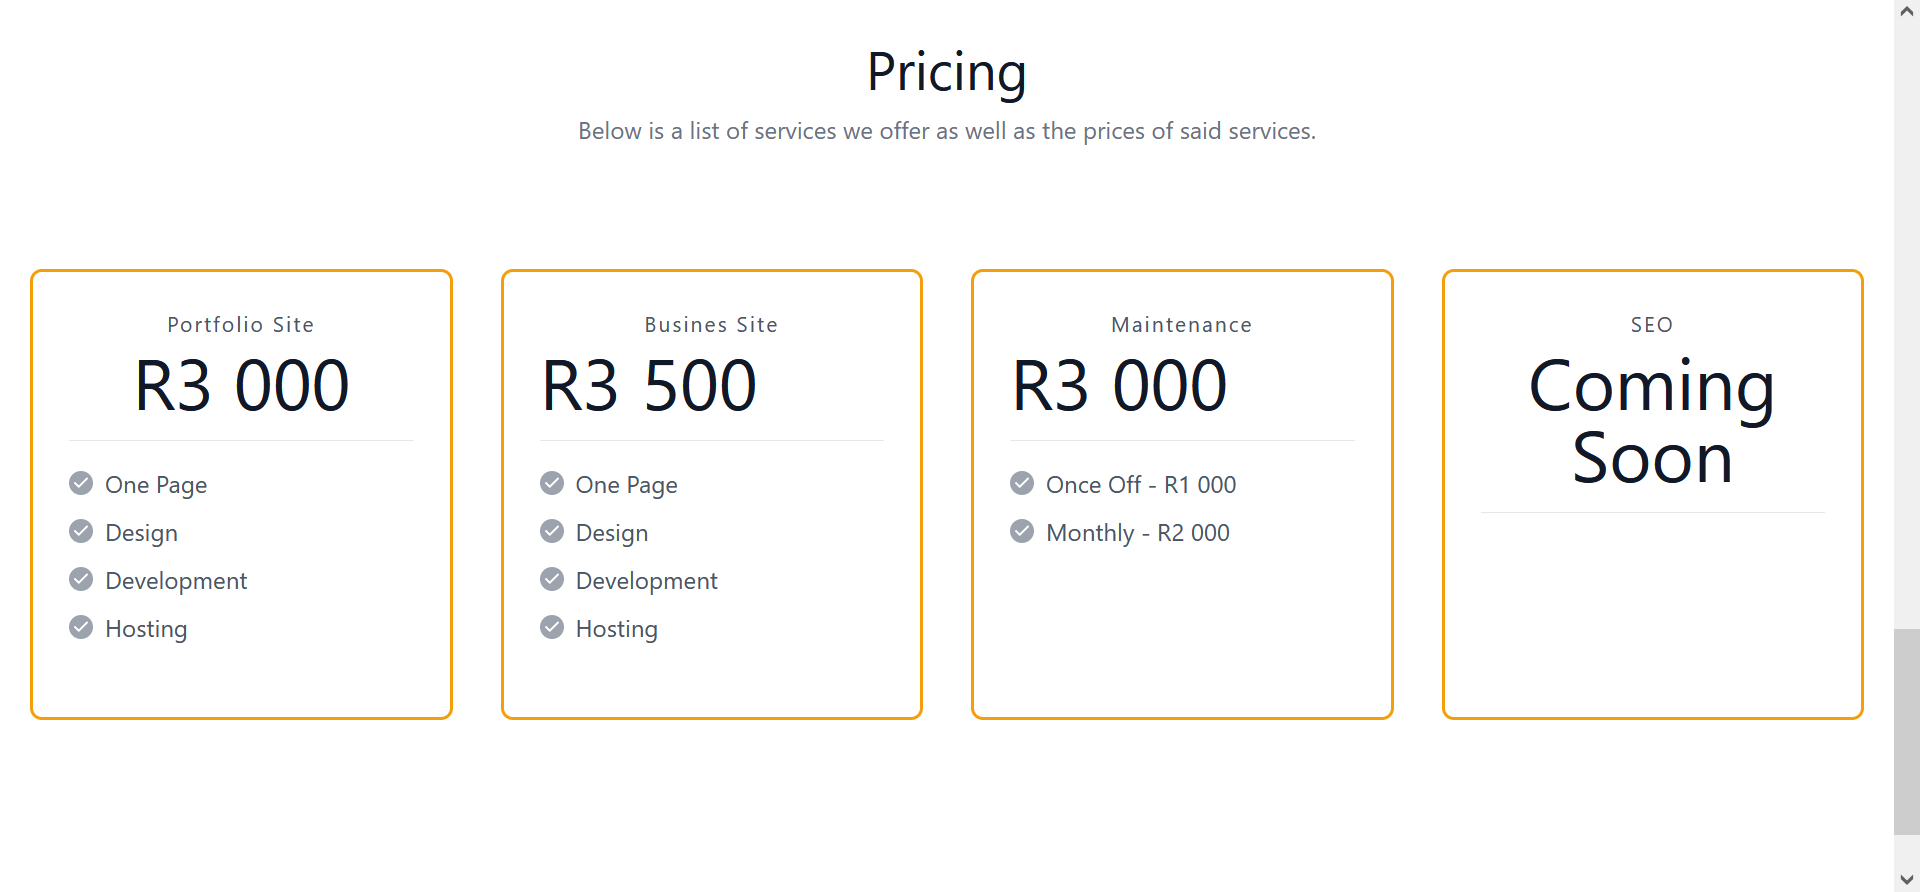 Pricing
Below is a list of services we offer as well as the prices of said services.
Portfolio Site
R3 000
One Page
Design
Development
Hosting
Busines Site
R3 500
One Page
Design
Development
Hosting
Maintenance
R3 000
Once Off - R1 000
Monthly - R2 000
SEO
Coming
Soon